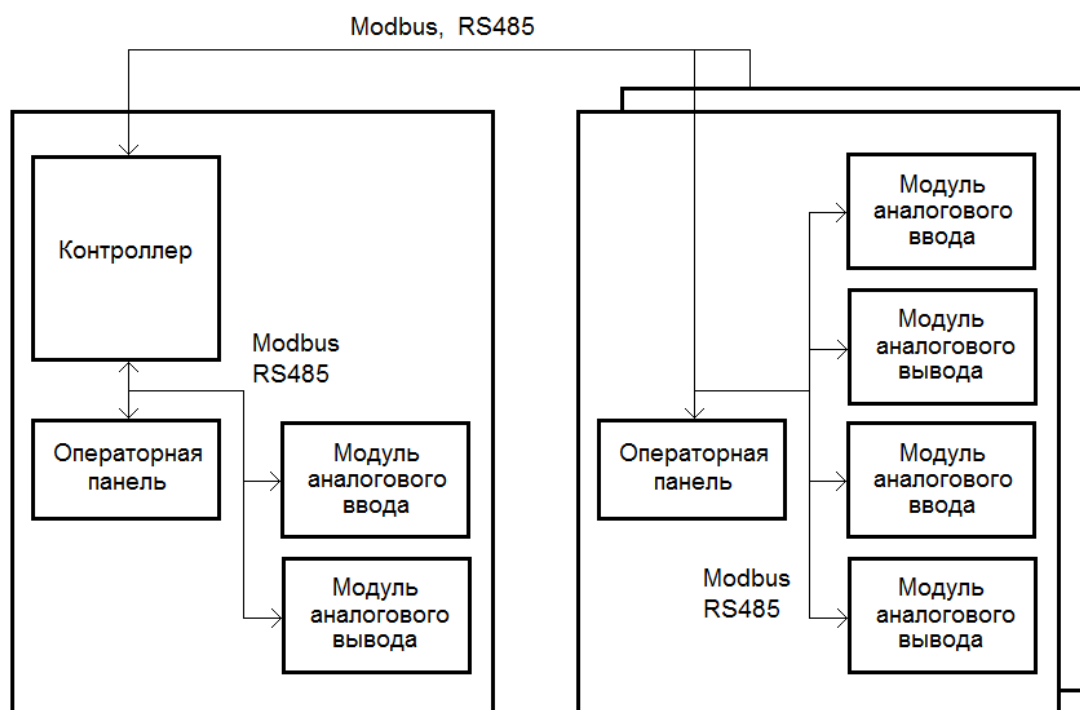 Modbus, RS485
Контроллер
Modbus
RS485
Операторная
панель
Модуль
аналогового
ввода
Модуль
аналогового
вывода
Модуль
аналогового
ввода
Модуль
аналогового
вывода
Операторная
панель
Модуль
аналогового
ввода
Modbus
RS485
Модуль
аналогового
вывода